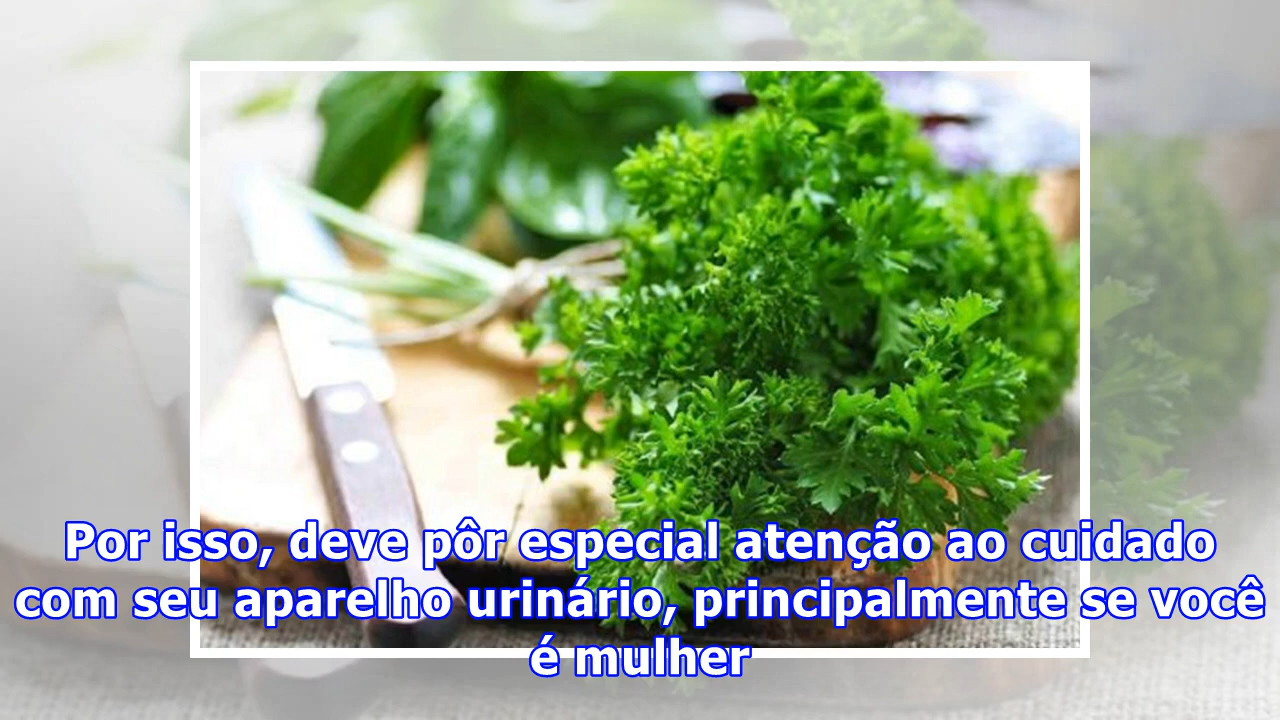 Por isso, deve pôr especial atenção ao cuidado
com seu aparelho urinário, principalmente se você
é mulher